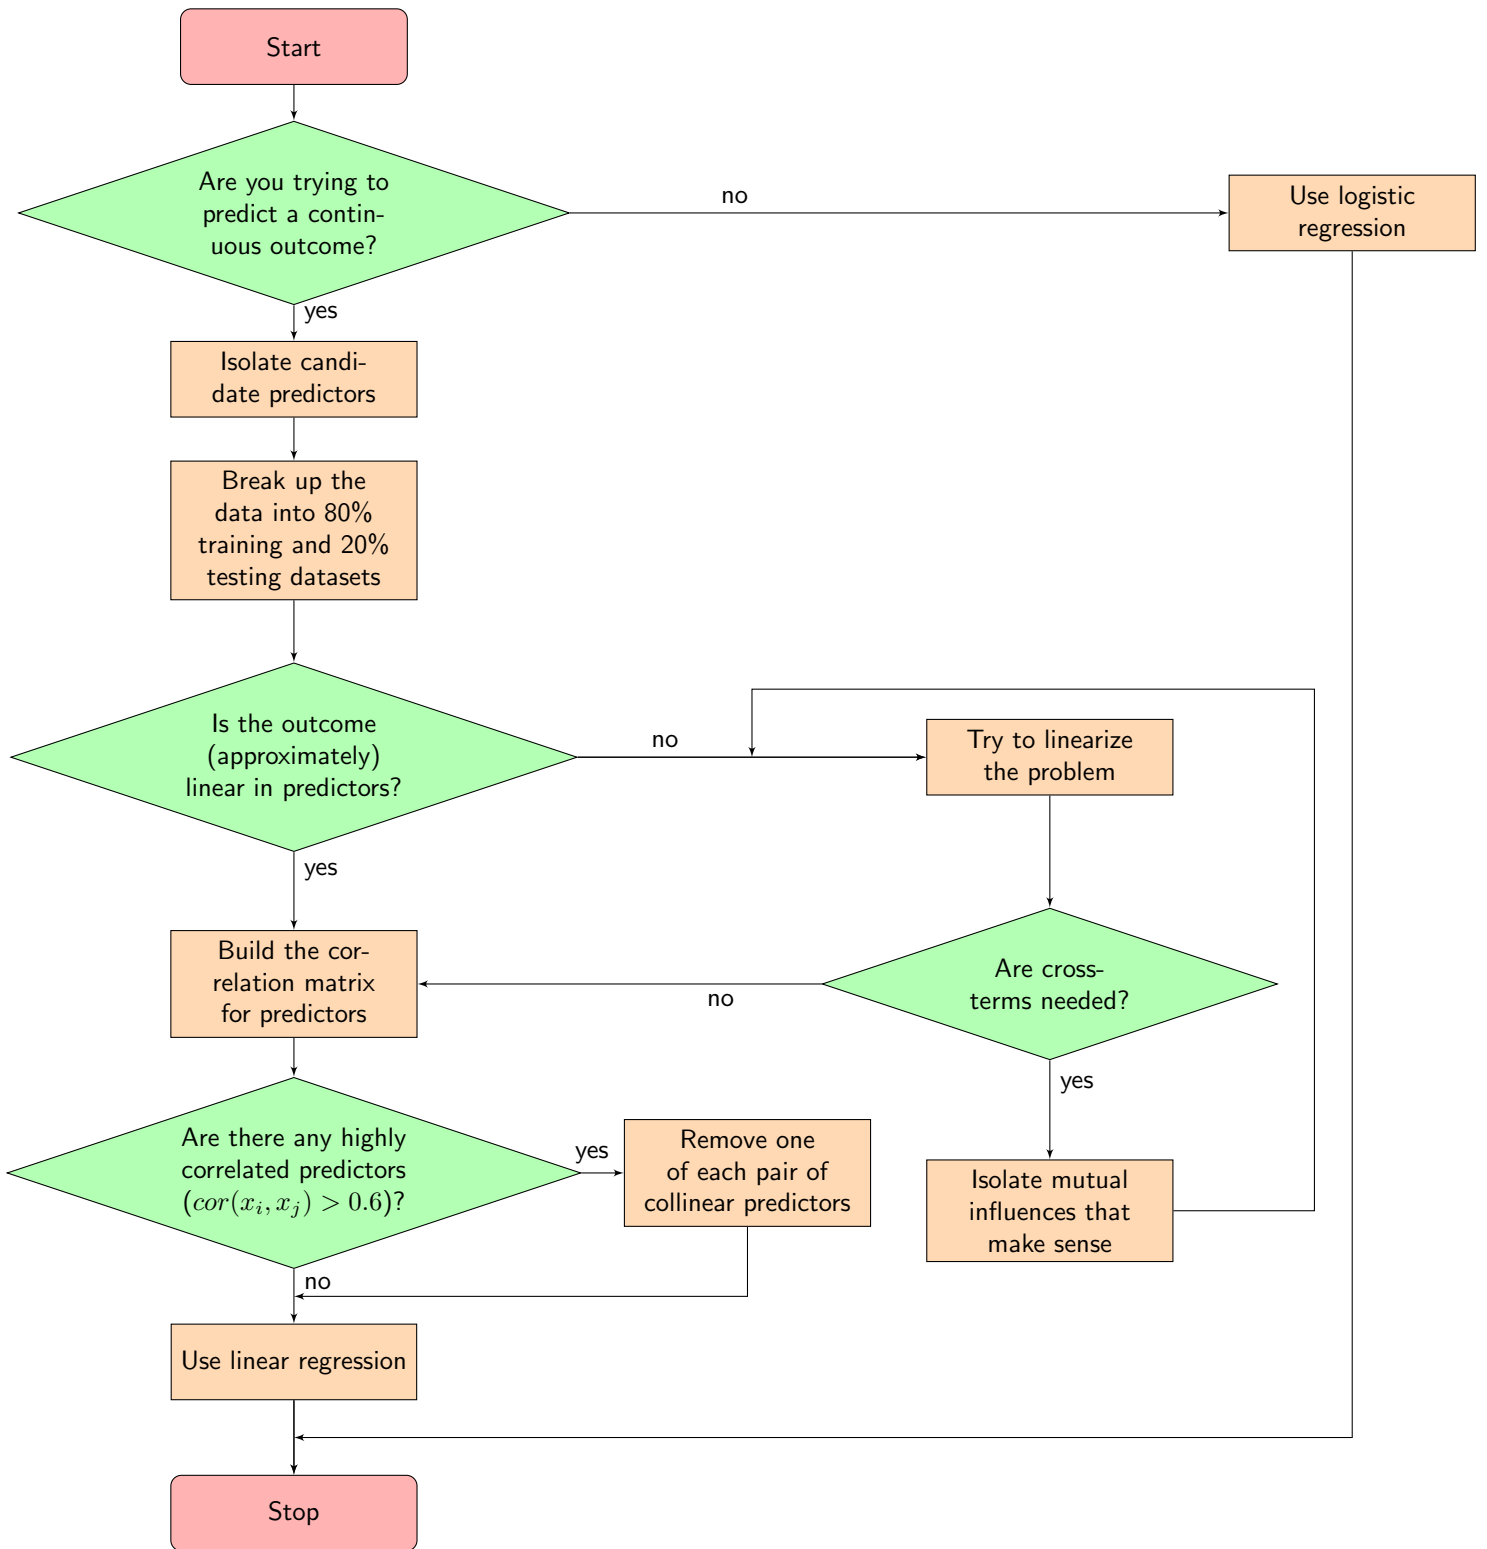 Start
Are you trying to
predict a contin-
uous outcome?
no
Use logistic
regression
yes
Isolate candi-
date predictors
Break up the
data into 80%
training and 20%
testing datasets
Is the outcome
(approximately)
linear in predictors?
no
Try to linearize
the problem
yes
Build the cor-
relation matrix
for predictors
no
Are cross-
terms needed?
yes
Are there any highly
correlated predictors
(cor(x_i, x_j) > 0.6)?
yes
Remove one
of each pair of
collinear predictors
Isolate mutual
influences that
make sense
no
Use linear regression
Stop